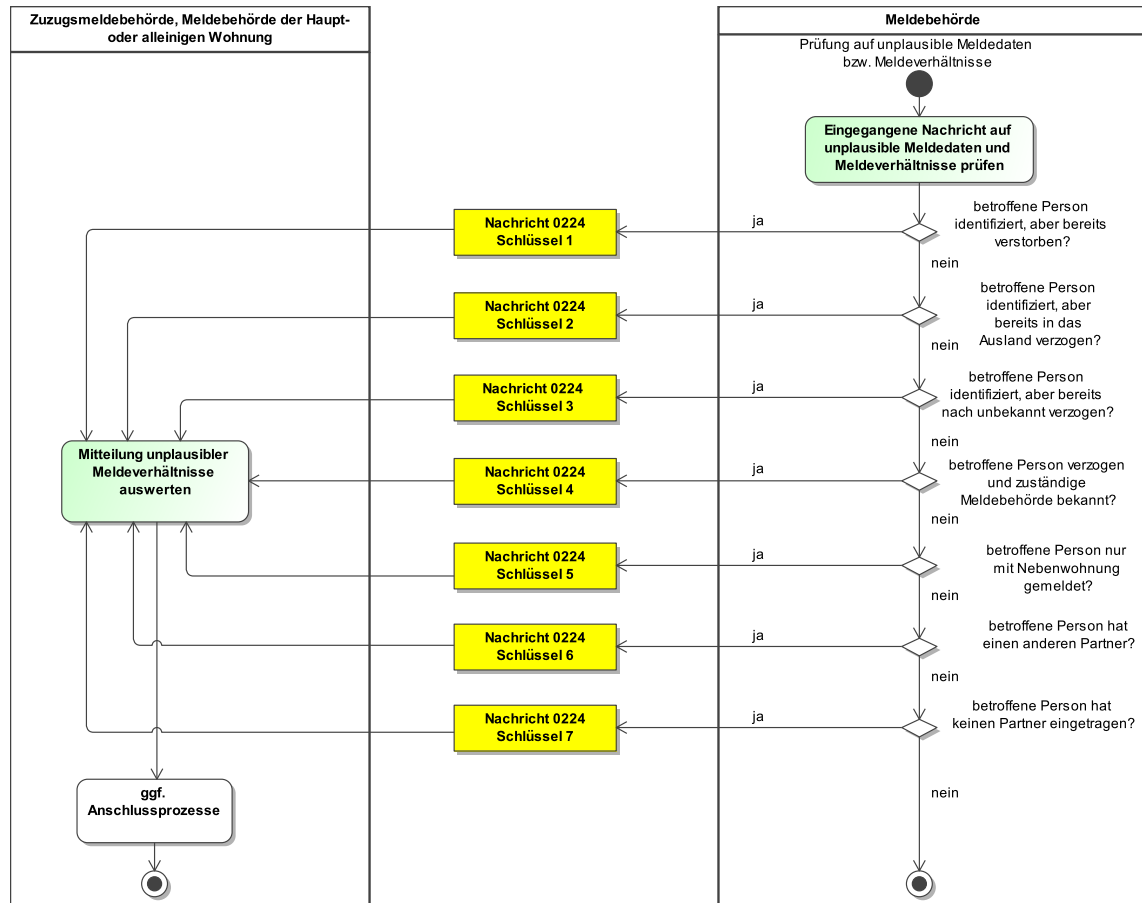 Zuzugsmeldebehörde, Meldebehörde der Haupt-
oder alleinigen Wohnung
Meldebehörde
Prüfung auf unplausible Meldedaten
bzw. Meldeverhältnisse
Eingegangene Nachricht auf
unplausible Meldedaten und
Meldeverhältnisse prüfen
betroffene Person
identifiziert, aber bereits
verstorben?
ja
Nachricht 0224
Schlüssel 1
nein
betroffene Person
identifiziert, aber
bereits in das
Ausland verzogen?
ja
Nachricht 0224
Schlüssel 2
nein
betroffene Person
identifiziert, aber bereits
nach unbekannt verzogen?
ja
Nachricht 0224
Schlüssel 3
nein
betroffene Person verzogen
und zuständige
Meldebehörde bekannt?
ja
Nachricht 0224
Schlüssel 4
Mitteilung unplausibler
Meldeverhältnisse
auswerten
nein
betroffene Person nur
mit Nebenwohnung
gemeldet?
ja
Nachricht 0224
Schlüssel 5
nein
betroffene Person hat
einen anderen Partner?
ja
Nachricht 0224
Schlüssel 6
nein
betroffene Person hat
keinen Partner eingetragen?
ja
Nachricht 0224
Schlüssel 7
nein
ggf.
Anschlussprozesse